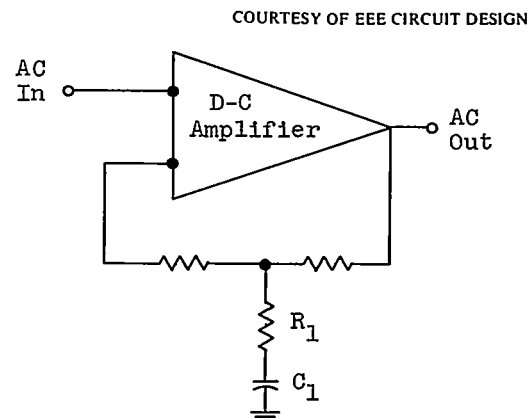 COURTESY OF EEE CIRCUIT DESIGN
AC
In
D-C
Amplifier
AC
Out
R1
C1